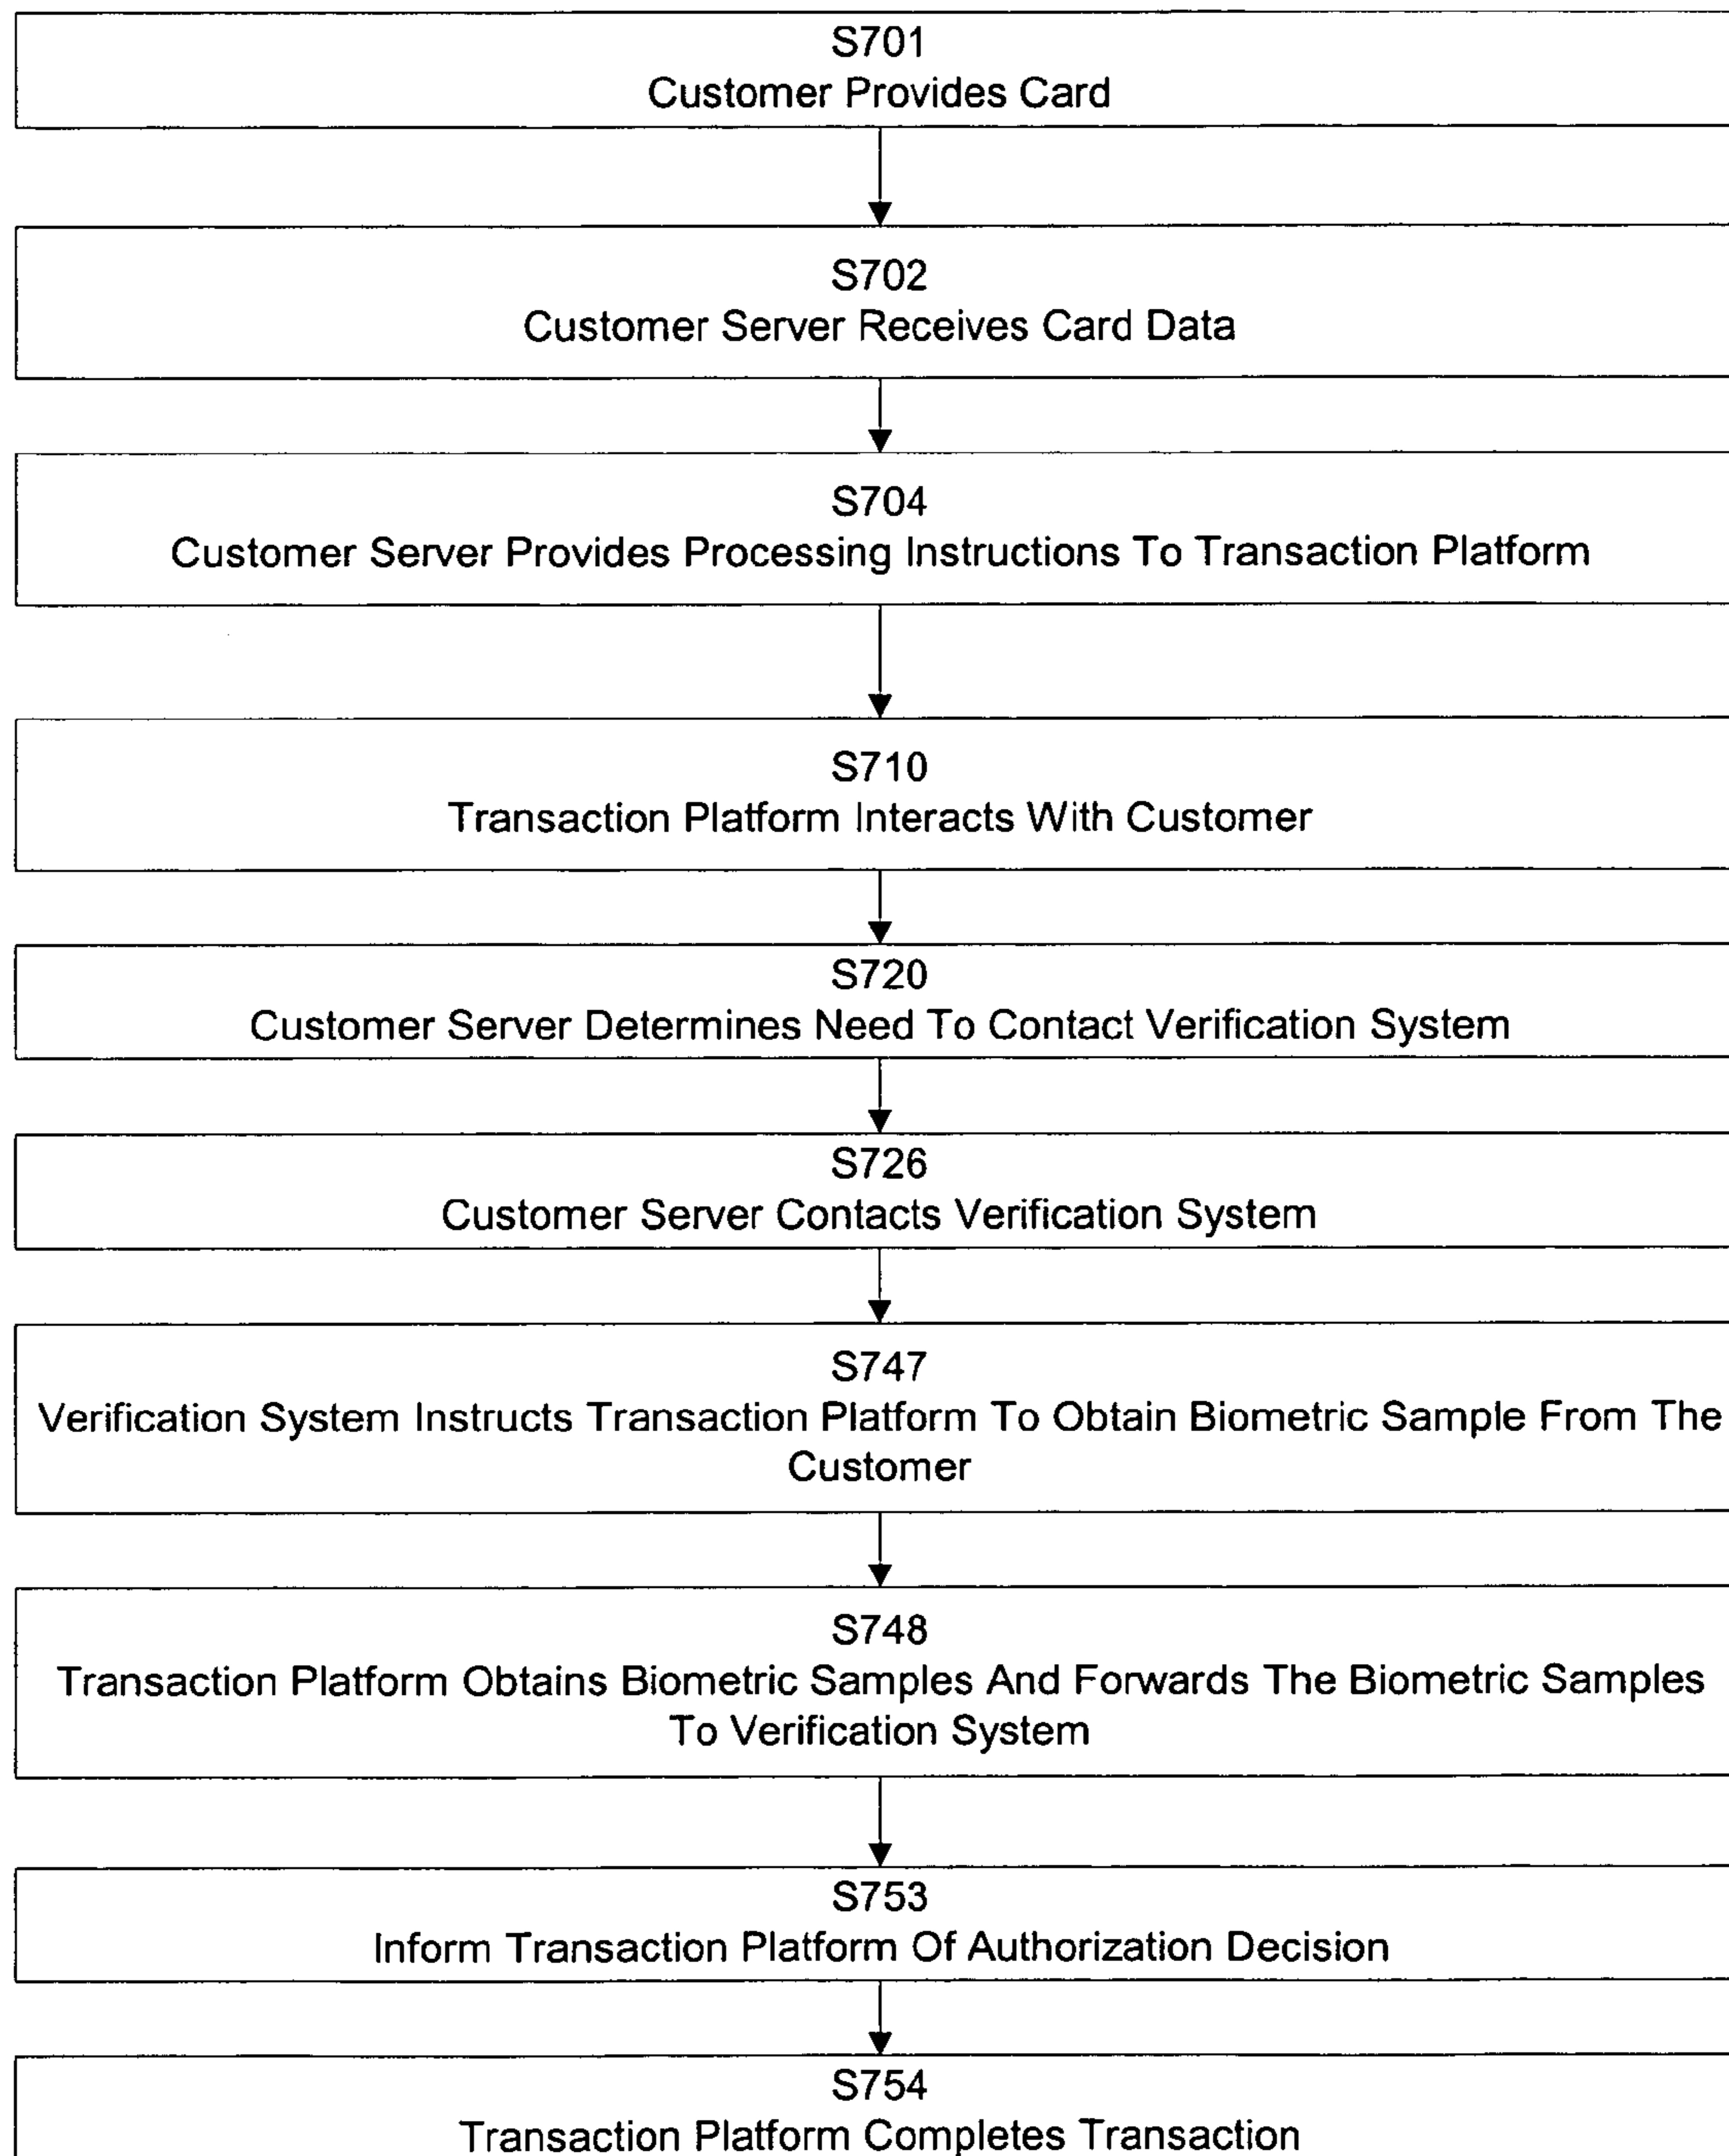 S701
Customer Provides Card
S702
Customer Server Receives Card Data
S704
Customer Server Provides Processing Instructions To Transaction Platform
S710
Transaction Platform Interacts With Customer
S720
Customer Server Determines Need To Contact Verification System
S726
Customer Server Contacts Verification System
S747
Verification System Instructs Transaction Platform To Obtain Biometric Sample From The
Customer
S748
Transaction Platform Obtains Biometric Samples And Forwards The Biometric Samples
To Verification System
S753
Inform Transaction Platform Of Authorization Decision
S754
Transaction Platform Completes Transaction